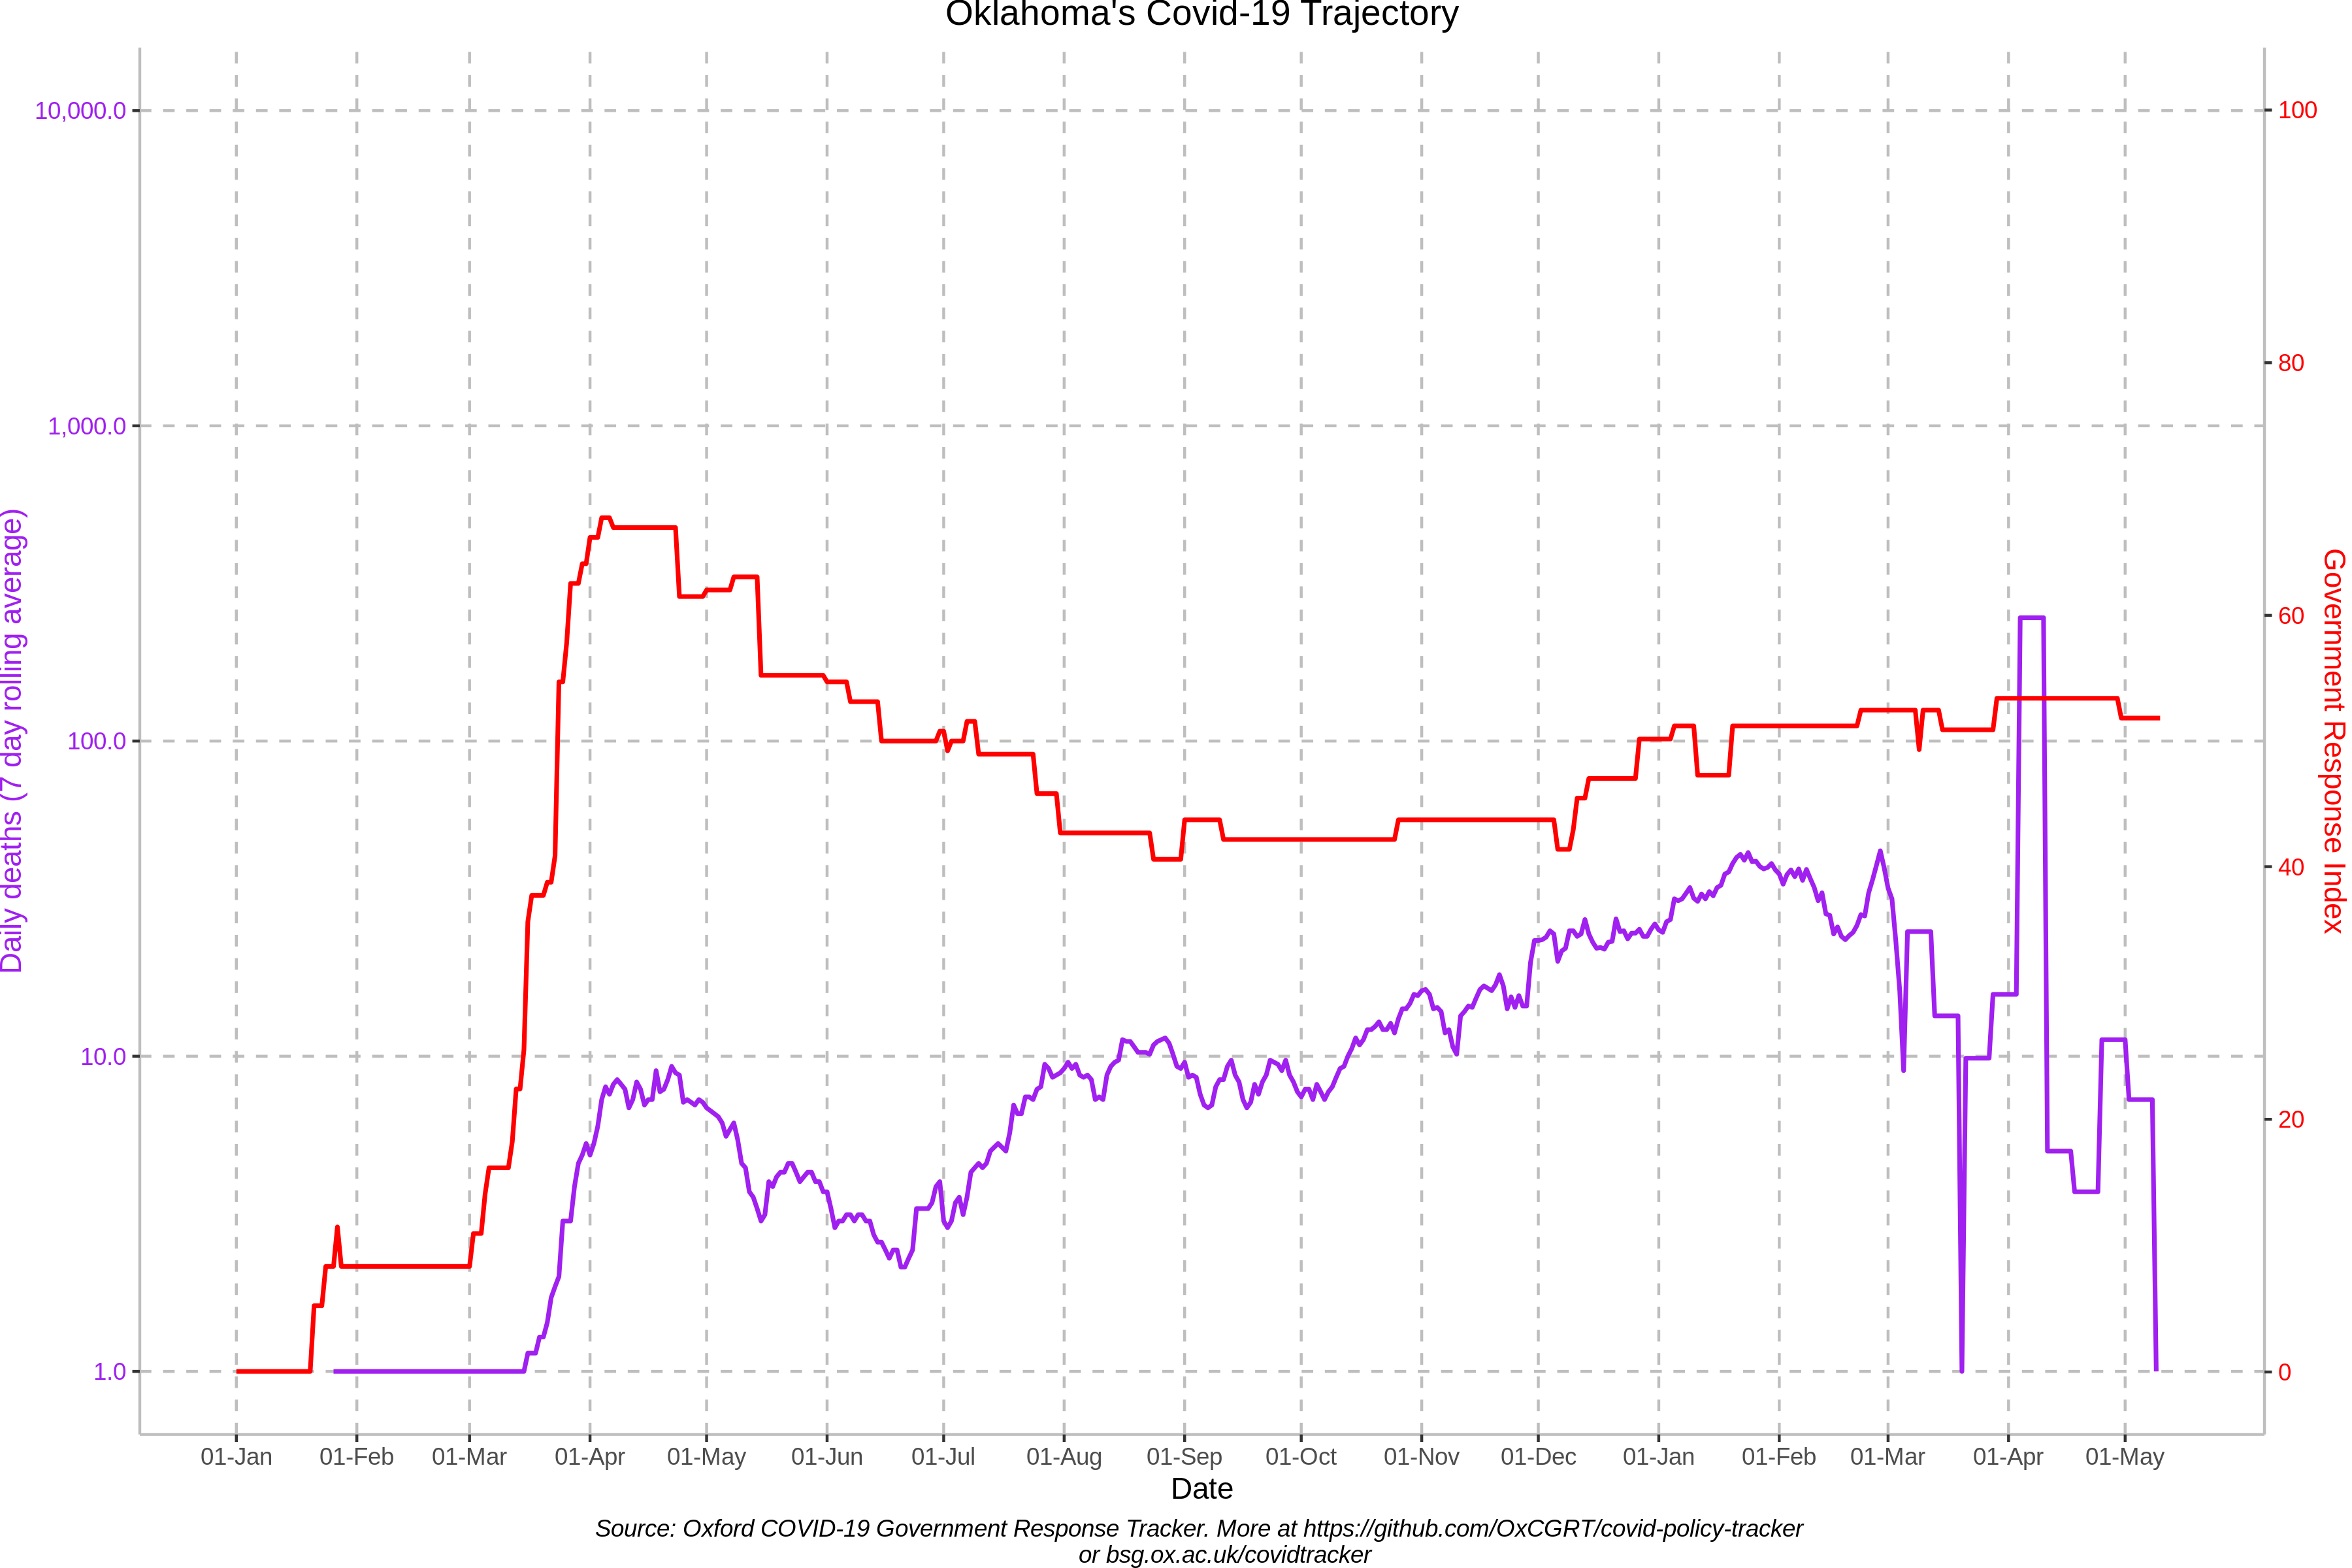 Oklahoma's Covid-19 Trajectory
10,000.0
1,000.0
100.0
10.0
1.0
Daily deaths (7 day rolling average)
100
80
60
40
20
0
Government Response Index
01-Jan 01-Feb 01-Mar 01-Apr 01-May 01-Jun 01-Jul 01-Aug 01-Sep 01-Oct 01-Nov 01-Dec 01-Jan 01-Feb 01-Mar 01-Apr 01-May
Date
Source: Oxford COVID-19 Government Response Tracker. More at https://github.com/OxCGRT/covid-policy-tracker
or bsg.ox.ac.uk/covidtracker